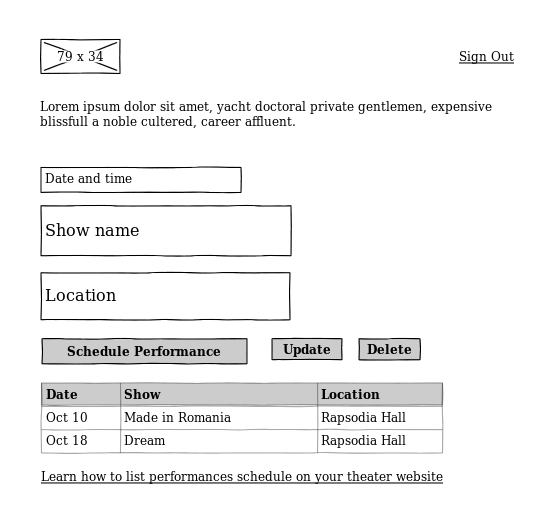 79 x 34
Sign Out
Lorem ipsum dolor sit amet, yacht doctoral private gentlemen, expensive
blissfull a noble cultered, career affluent.
Date and time
Show name
Location
Schedule Performance Update Delete
Date Show Location
Oct 10 Made in Romania Rapsodia Hall
Oct 18 Dream Rapsodia Hall
Learn how to list performances schedule on your theater website